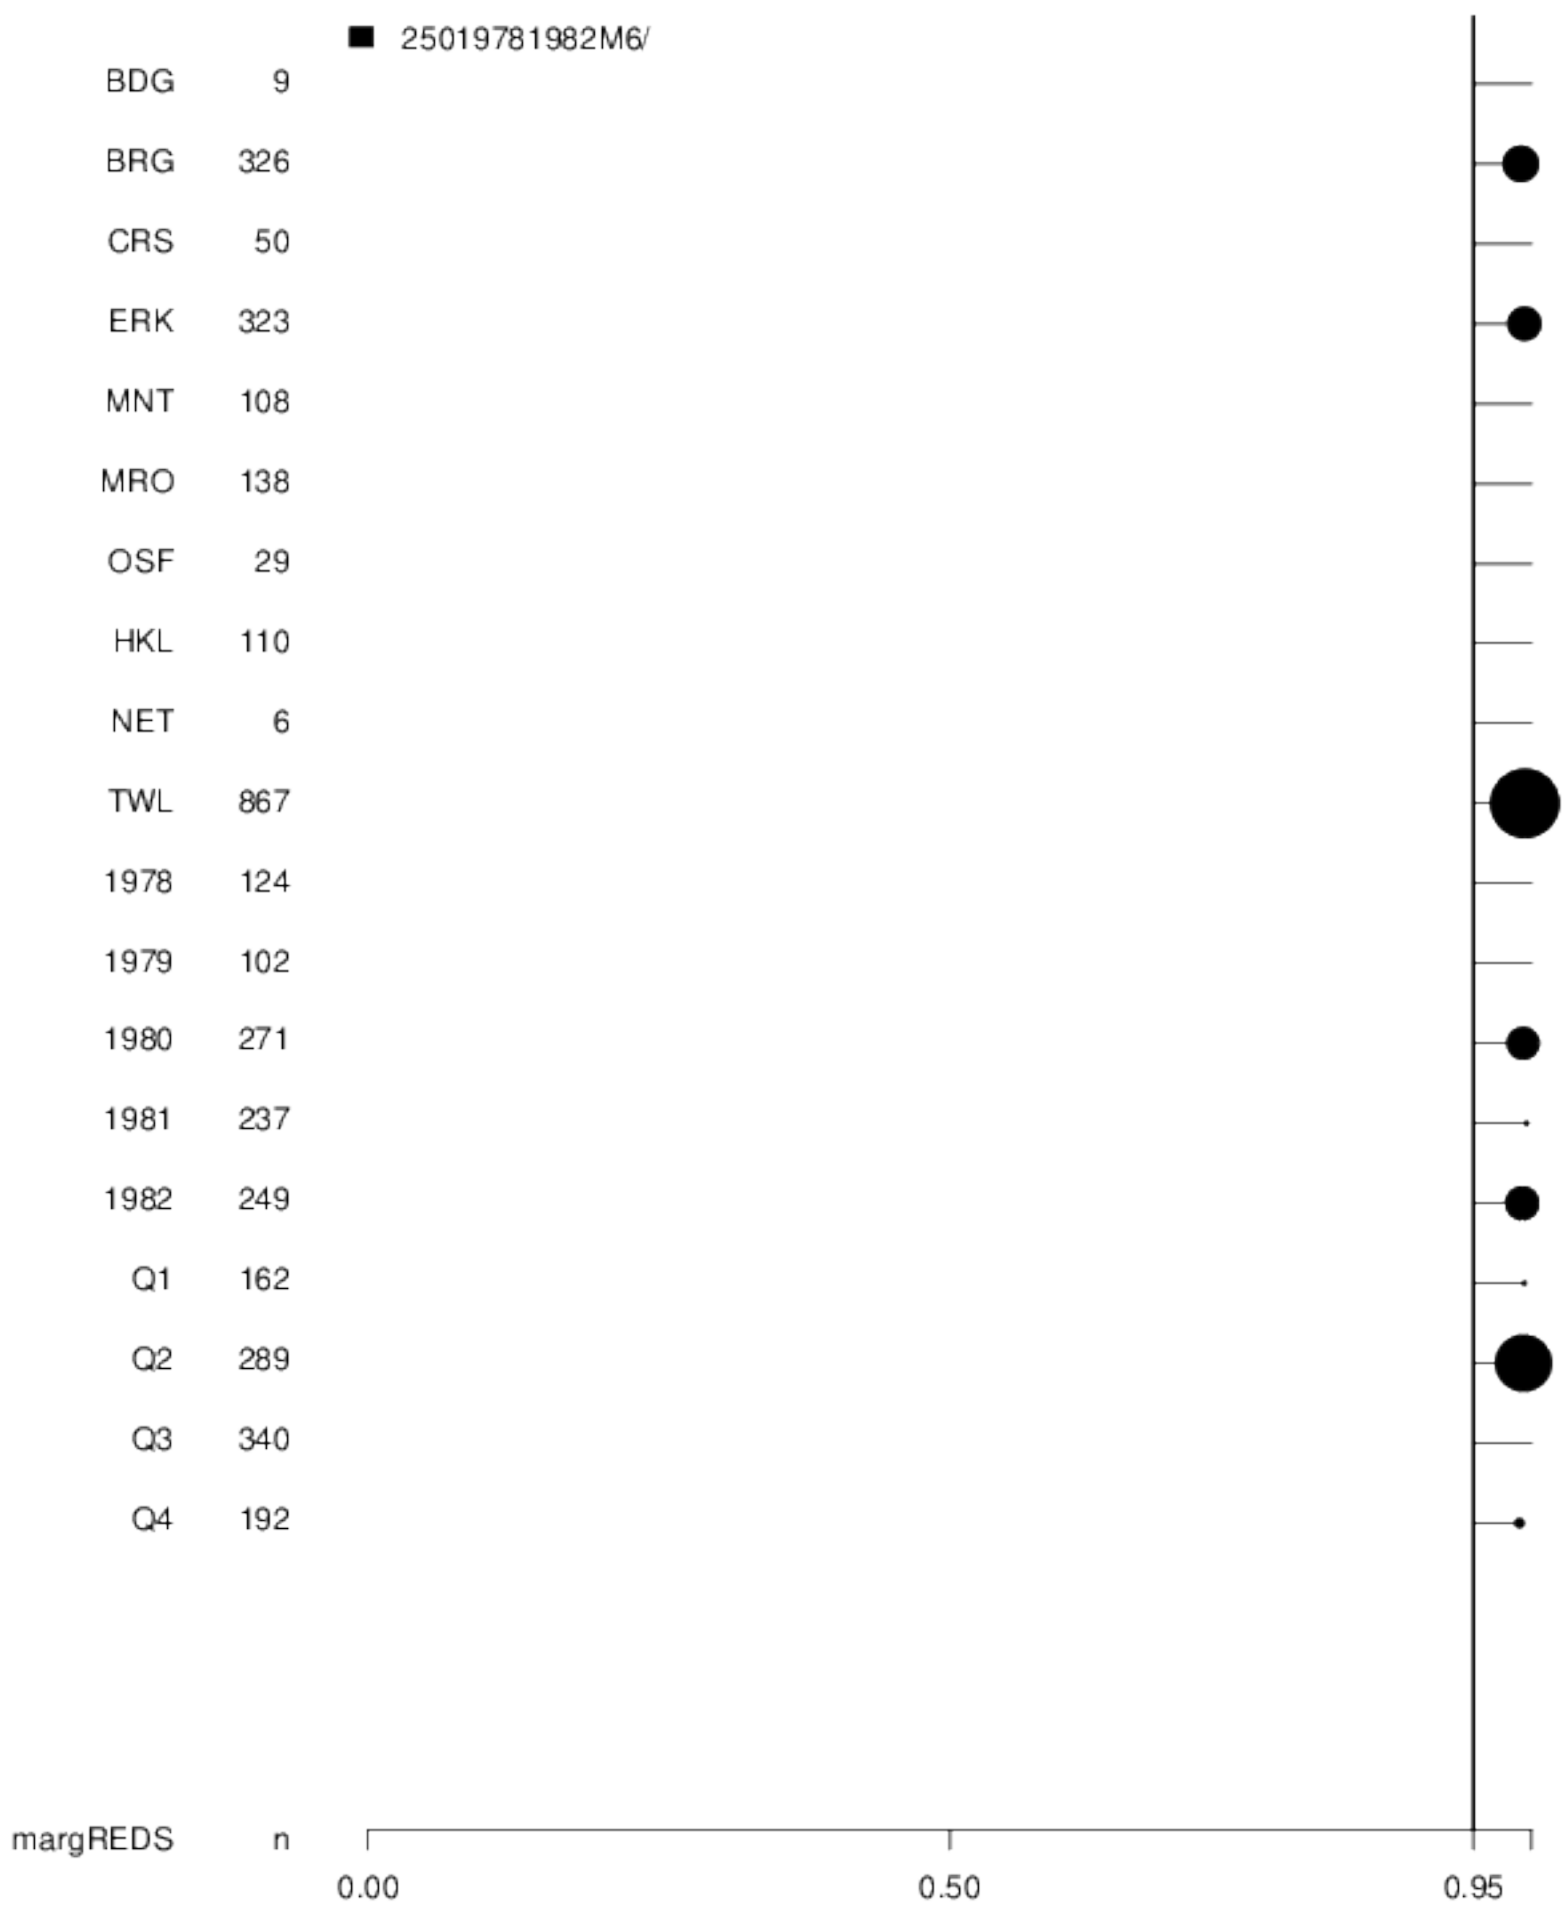 25019781982M6/
BDG 9
BRG 326
CRS 50
ERK 323
MNT 108
MRO 138
OSF 29
HKL 110
NET 6
TWL 867
1978 124
1979 102
1980 271
1981 237
1982 249
Q1 162
Q2 289
Q3 340
Q4 192
margREDS n
0.00 0.50 0.95